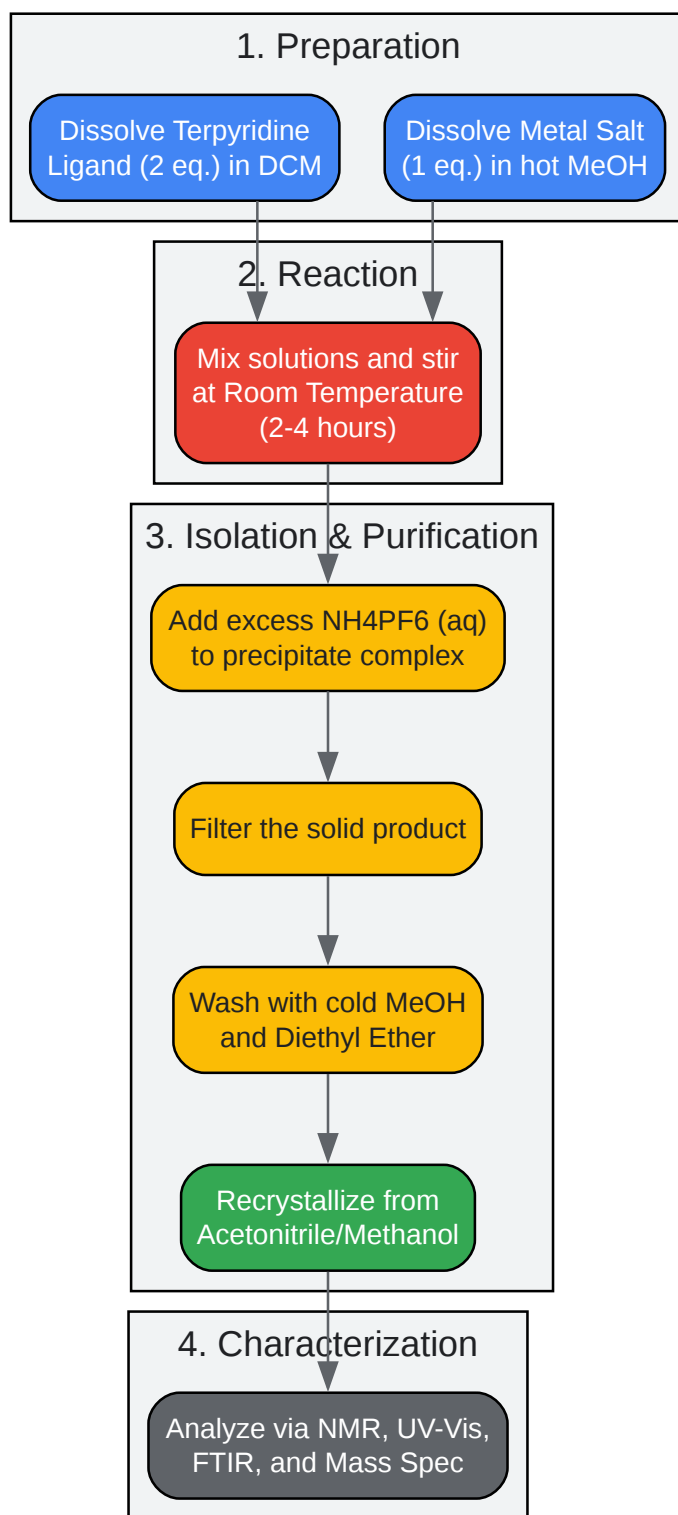 1. Preparation
Dissolve Terpyridine
Ligand (2 eq.) in DCM
Dissolve Metal Salt
(1 eq.) in hot MeOH
2. Reaction
Mix solutions and stir
at Room Temperature
(2-4 hours)
3. Isolation & Purification
Add excess NH4PF6 (aq)
to precipitate complex
Filter the solid product
Wash with cold MeOH
and Diethyl Ether
Recrystallize from
Acetonitrile/Methanol
4. Characterization
Analyze via NMR, UV-Vis,
FTIR, and Mass Spec